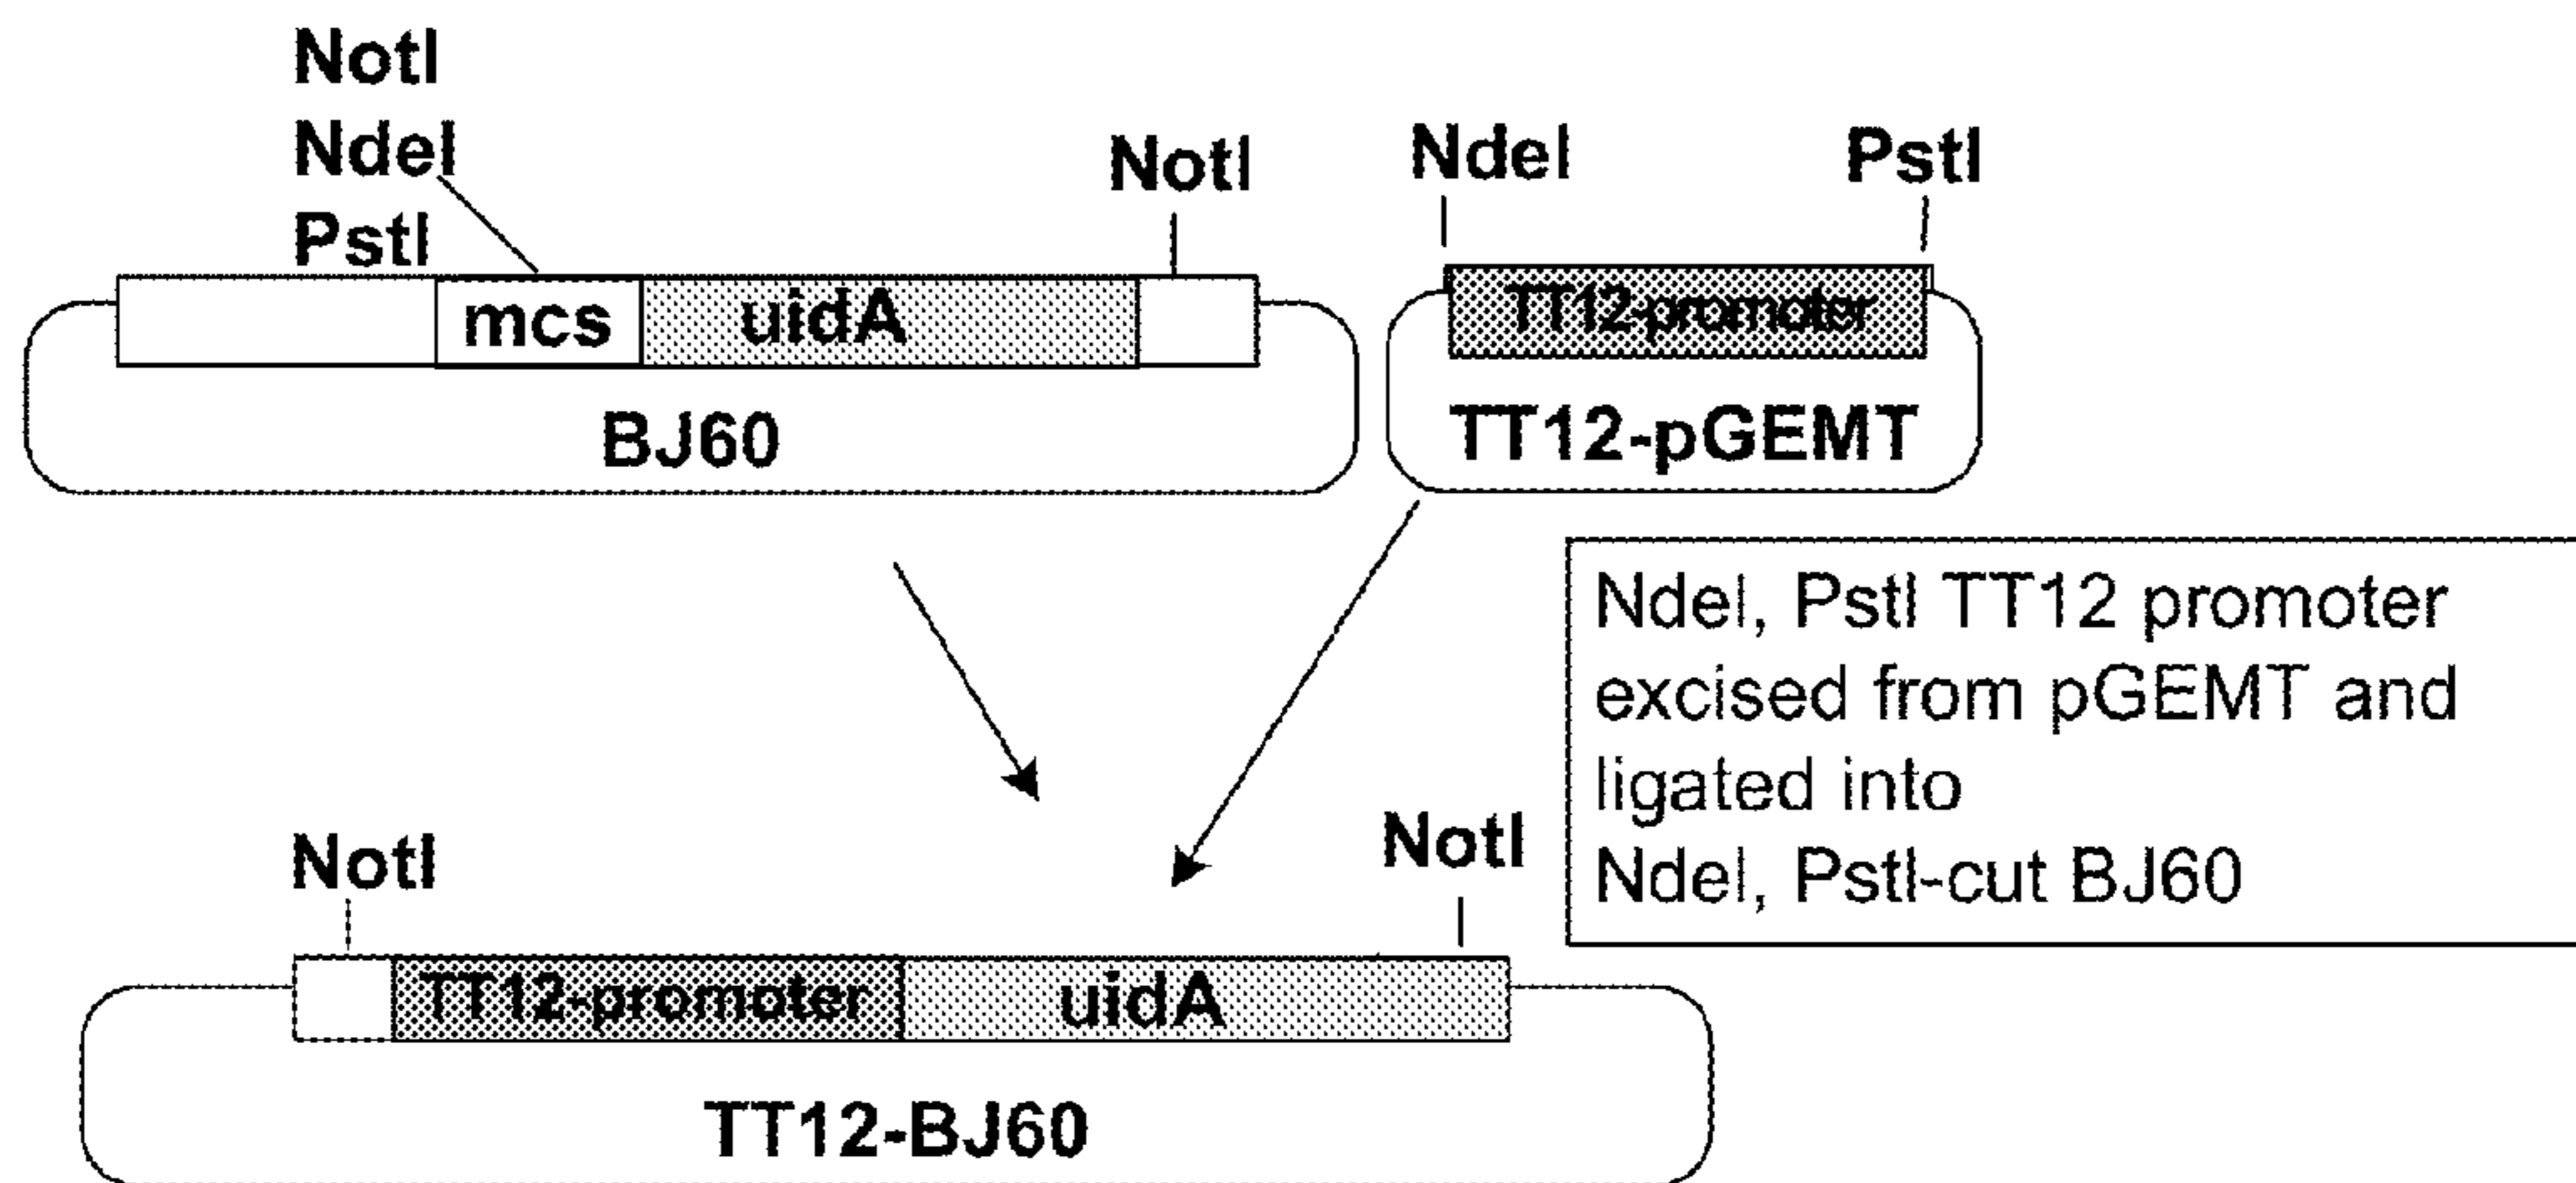 NotI
NdeI
PstI
NotI
NdeI
PstI
mcs
uidA
TT12-promoter
BJ60
TT12-pGEMT
NdeI, PstI TT12 promoter
excised from pGEMT and
ligated into
NdeI, PstI-cut BJ60
NotI
NotI
TT12-promoter
uidA
TT12-BJ60